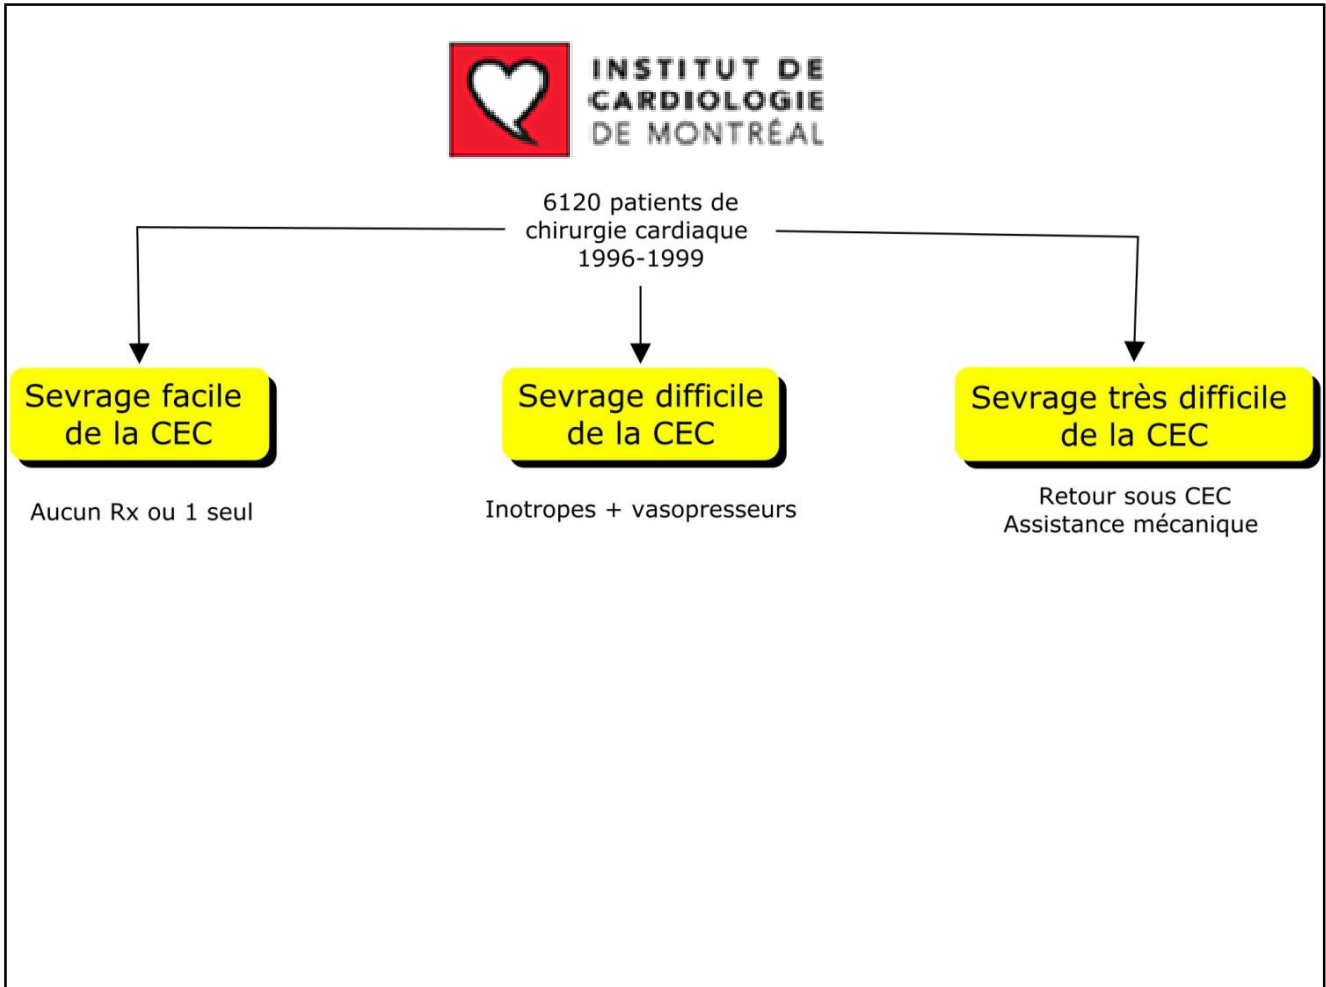 INSTITUT DE
CARDIOLOGIE
DE MONTRÉAL
6120 patients de
chirurgie cardiaque
1996-1999
Sevrage facile
de la CEC
Sevrage difficile
de la CEC
Sevrage très difficile
de la CEC
Aucun Rx ou 1 seul
Inotropes + vasopresseurs
Retour sous CEC
Assistance mécanique